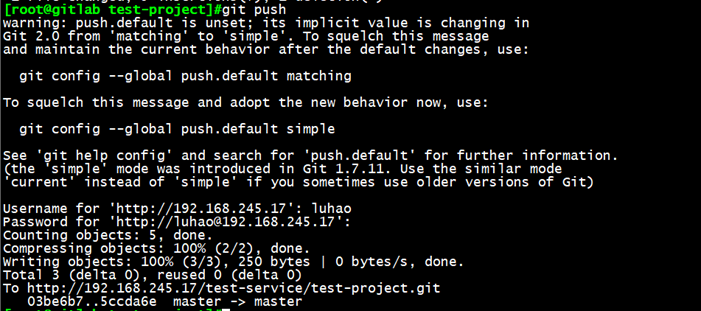 [root@gitlab test-project]#git push
warning: push.default is unset; its implicit value is changing in
Git 2.0 from 'matching' to 'simple'. To squelch this message
and maintain the current behavior after the default changes, use:
git config --global push.default matching
To squelch this message and adopt the new behavior now, use:
git config --global push.default simple
See 'git help config' and search for 'push.default' for further information.
(the 'simple' mode was introduced in Git 1.7.11. Use the similar mode
'current' instead of 'simple' if you sometimes use older versions of Git)
Username for 'http://192.168.245.17': luhao
Password for 'http://luhao@192.168.245.17':
Counting objects: 5, done.
Compressing objects: 100% (2/2), done.
Writing objects: 100% (3/3), 250 bytes | 0 bytes/s, done.
Total 3 (delta 0), reused 0 (delta 0)
To http://192.168.245.17/test-service/test-project.git
03be6b7..5ccda6e master -> master
[root@gitlab test-project]#